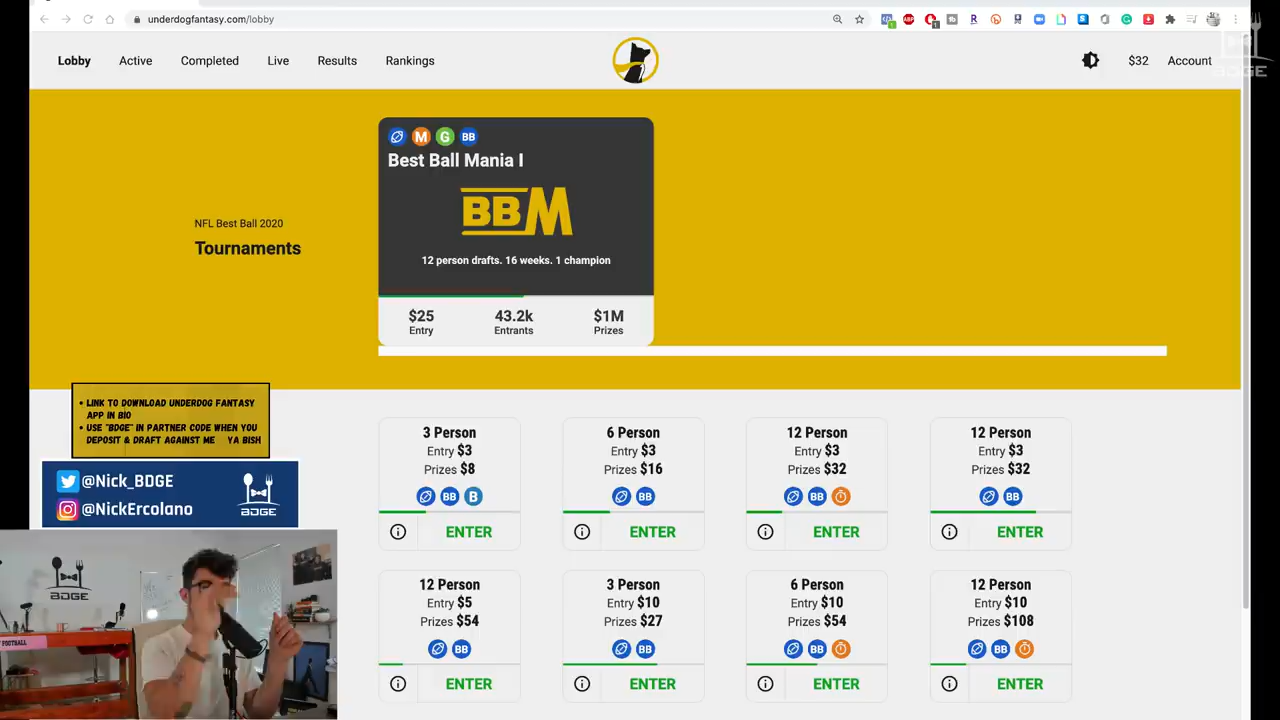 underdogfantasy.com/lobby
Lobby
Active
Completed
Live
Results
Rankings
$32
Account
BDGE
M
G
BB
Best Ball Mania I
BBM
12 person drafts. 16 weeks. 1 champion
NFL Best Ball 2020
Tournaments
$25
43.2k
$1M
Entry
Entrants
Prizes
LINK TO DOWNLOAD UNDERDOG FANTASY
APP IN BIO
USE "BDGE" IN PARTNER CODE WHEN YOU
DEPOSIT & DRAFT AGAINST ME YA BISH
@Nick_BDGE
@NickErcolano
BDGE
3 Person
Entry $3
Prizes $8
BB
B
ENTER
6 Person
Entry $3
Prizes $16
BB
ENTER
12 Person
Entry $3
Prizes $32
BB
ENTER
12 Person
Entry $3
Prizes $32
BB
ENTER
12 Person
Entry $5
Prizes $54
BB
ENTER
3 Person
Entry $10
Prizes $27
BB
ENTER
6 Person
Entry $10
Prizes $54
BB
ENTER
12 Person
Entry $10
Prizes $108
BB
ENTER
BDGE
FOOTBALL